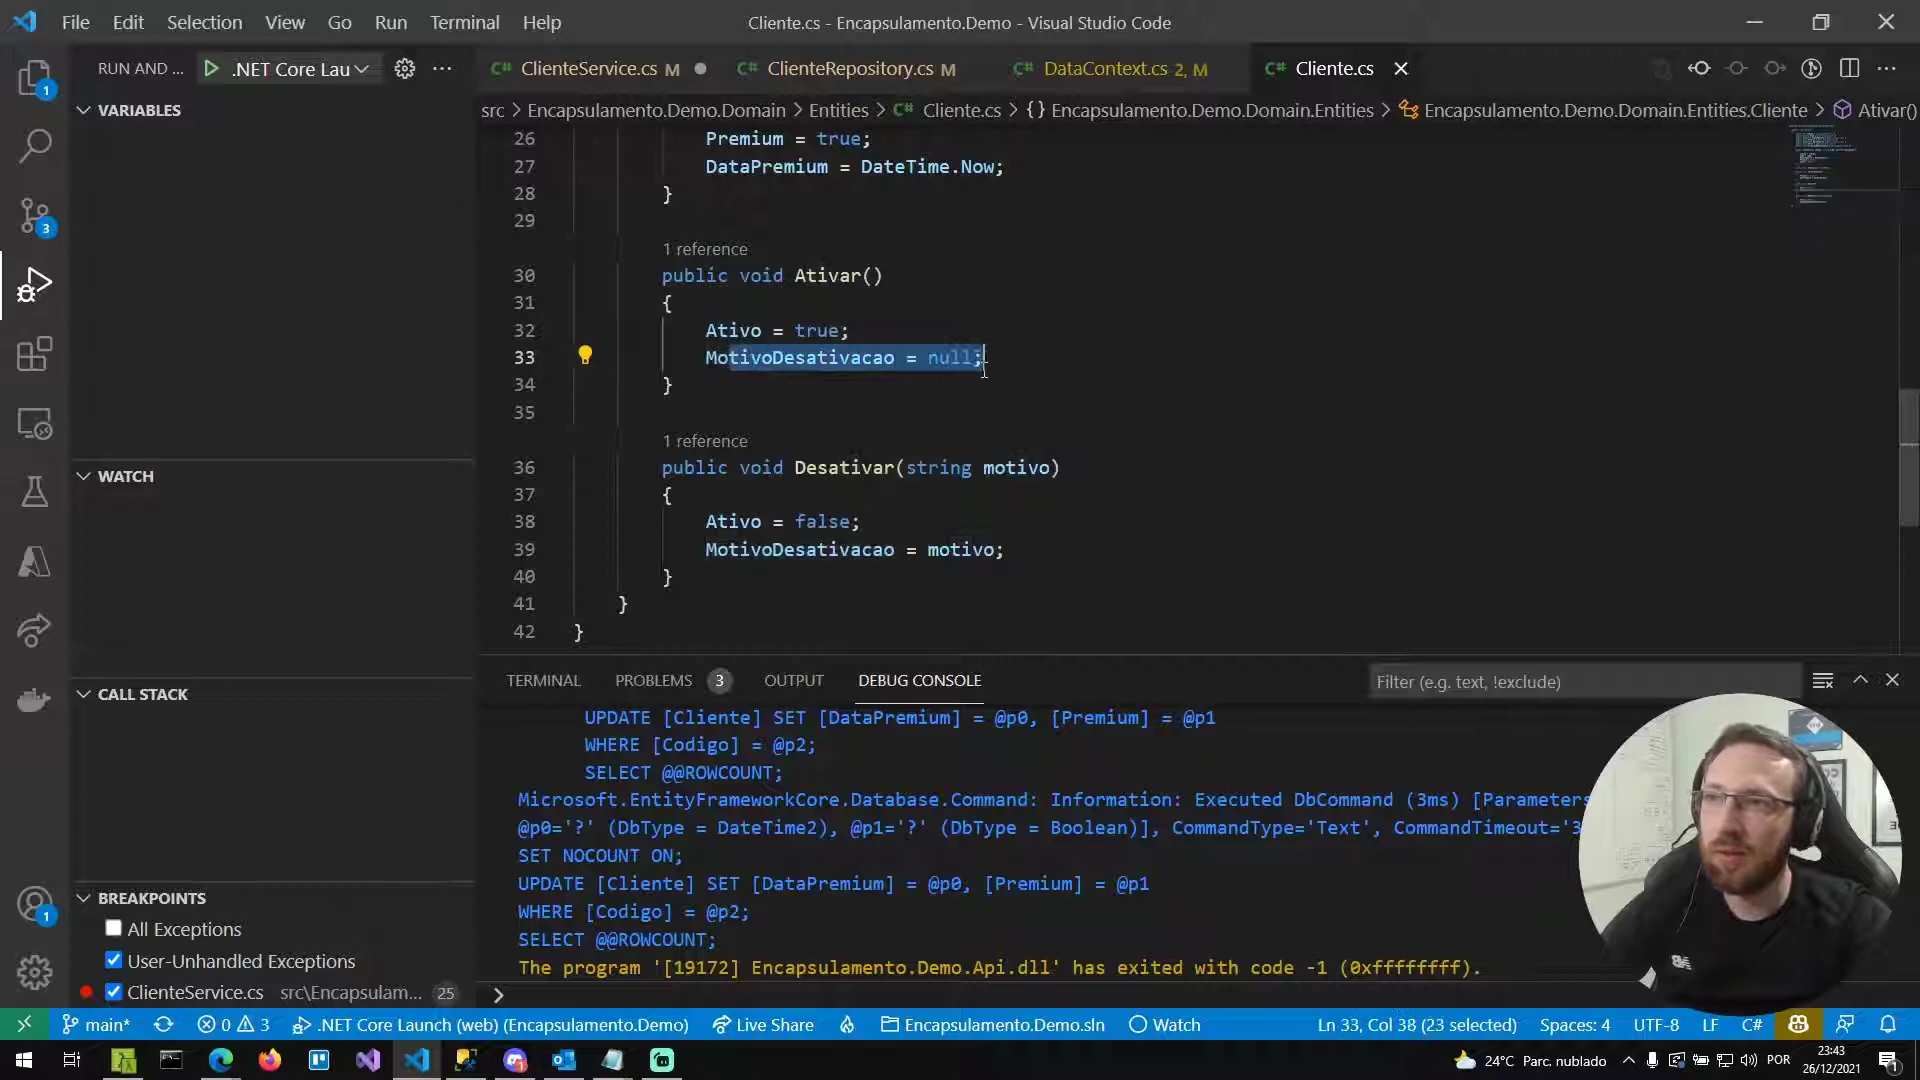 File Edit Selection View Go Run Terminal Help
Cliente.cs - Encapsulamento.Demo - Visual Studio Code
RUN AND ... .NET Core Lau
ClienteService.cs M
ClienteRepository.cs M
DataContext.cs 2, M
Cliente.cs
src > Encapsulamento.Demo.Domain > Entities > Cliente.cs > {} Encapsulamento.Demo.Domain.Entities > Encapsulamento.Demo.Domain.Entities.Cliente > Ativar()
VARIABLES
WATCH
CALL STACK
BREAKPOINTS
All Exceptions
User-Unhandled Exceptions
ClienteService.cs src\Encapsulam... 25
1
3
1
26 Premium = true;
27 DataPremium = DateTime.Now;
28 }
29
1 reference
30 public void Ativar()
31 {
32 Ativo = true;
33 MotivoDesativacao = null;
34 }
35
1 reference
36 public void Desativar(string motivo)
37 {
38 Ativo = false;
39 MotivoDesativacao = motivo;
40 }
41 }
42 }
TERMINAL PROBLEMS 3 OUTPUT DEBUG CONSOLE
Filter (e.g. text, !exclude)
UPDATE [Cliente] SET [DataPremium] = @p0, [Premium] = @p1
WHERE [Codigo] = @p2;
SELECT @@ROWCOUNT;
Microsoft.EntityFrameworkCore.Database.Command: Information: Executed DbCommand (3ms) [Parameters
@p0='?' (DbType = DateTime2), @p1='?' (DbType = Boolean)], CommandType='Text', CommandTimeout='3
SET NOCOUNT ON;
UPDATE [Cliente] SET [DataPremium] = @p0, [Premium] = @p1
WHERE [Codigo] = @p2;
SELECT @@ROWCOUNT;
The program '[19172] Encapsulamento.Demo.Api.dll' has exited with code -1 (0xffffffff).
>
main* 0 3 .NET Core Launch (web) (Encapsulamento.Demo) Live Share Encapsulamento.Demo.sln Watch
Ln 33, Col 38 (23 selected) Spaces: 4 UTF-8 LF C#
24°C Parc. nublado POR
23:43
26/12/2021
1